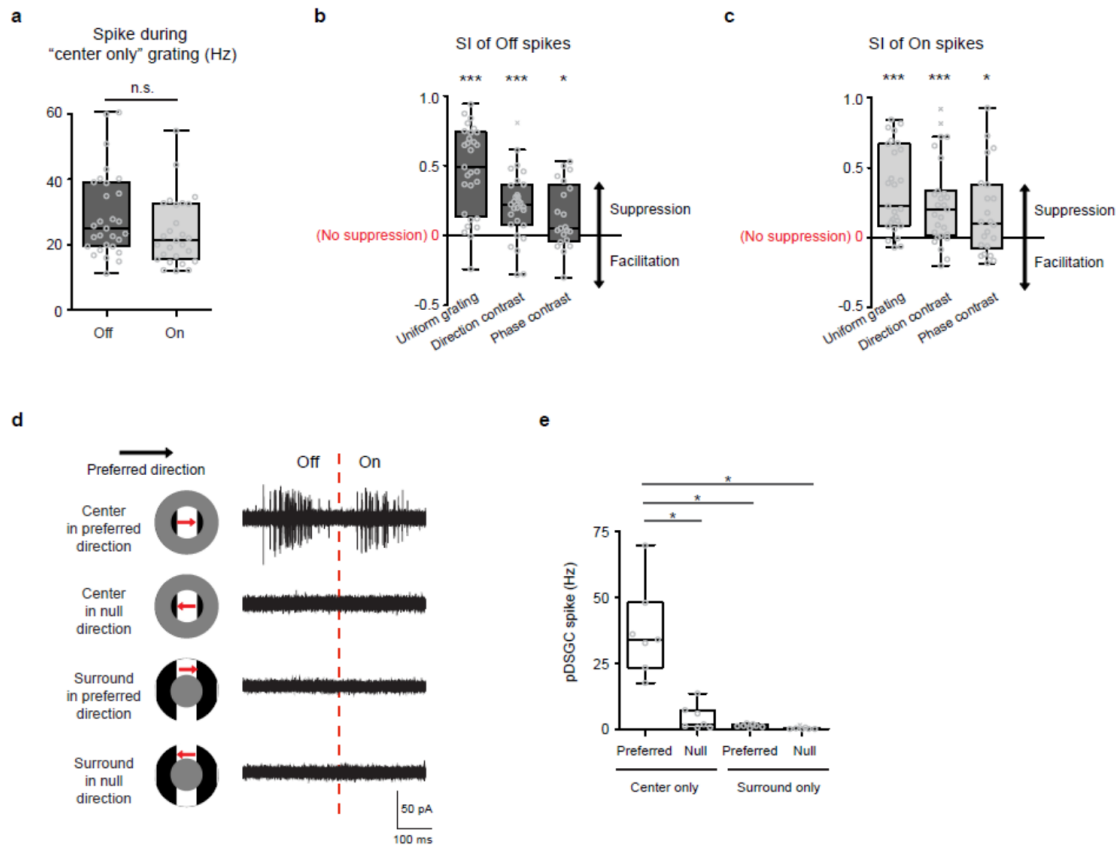 a
Spike during
“center only” grating (Hz)
n.s.
60
40
20
0
Off
On
b
SI of Off spikes
***
***
*
1.0
0.5
(No suppression) 0
-0.5
Suppression
Facilitation
Uniform grating
Direction contrast
Phase contrast
c
SI of On spikes
***
***
*
1.0
0.5
(No suppression) 0
-0.5
Suppression
Facilitation
Uniform grating
Direction contrast
Phase contrast
d
Preferred direction
Off
On
Center
in preferred
direction
Center
in null
direction
Surround
in preferred
direction
Surround
in null
direction
50 pA
100 ms
e
*
*
*
pDSGC spike (Hz)
75
50
25
0
Preferred
Null
Preferred
Null
Center only
Surround only